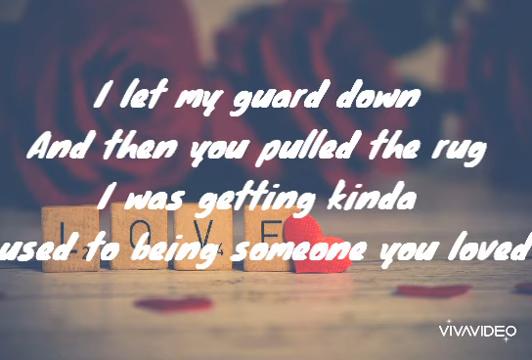 I let my guard down
And then you pulled the rug
I was getting kinda
used to being someone you loved
LOVE
VIVAVIDEO